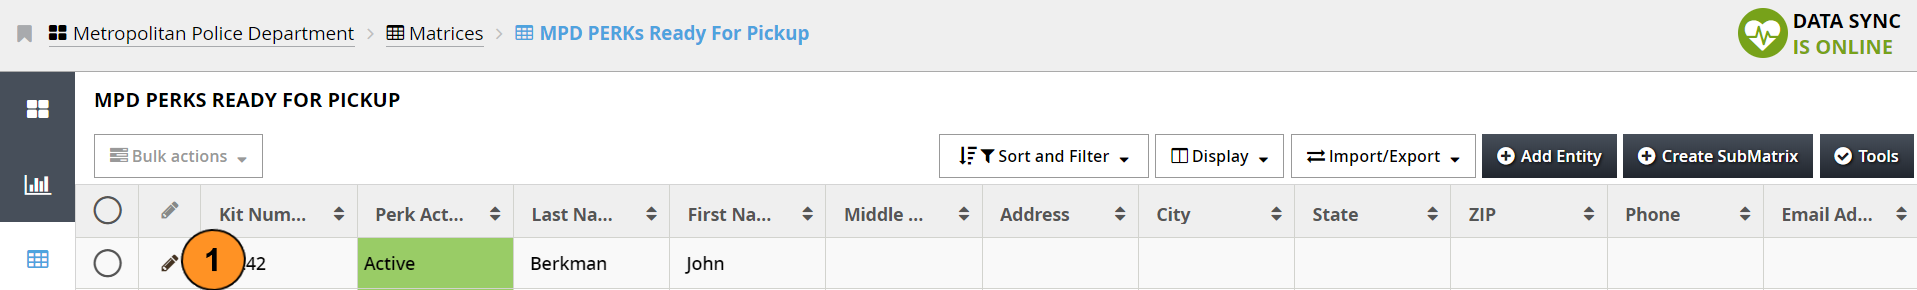 Metropolitan Police Department > Matrices > MPD PERKs Ready For Pickup
DATA SYNC
IS ONLINE
MPD PERKS READY FOR PICKUP
Bulk actions Sort and Filter Display Import/Export Add Entity Create SubMatrix Tools
Kit Num... Perk Act... Last Na... First Na... Middle ... Address City State ZIP Phone Email Ad...
1 42 Active Berkman John